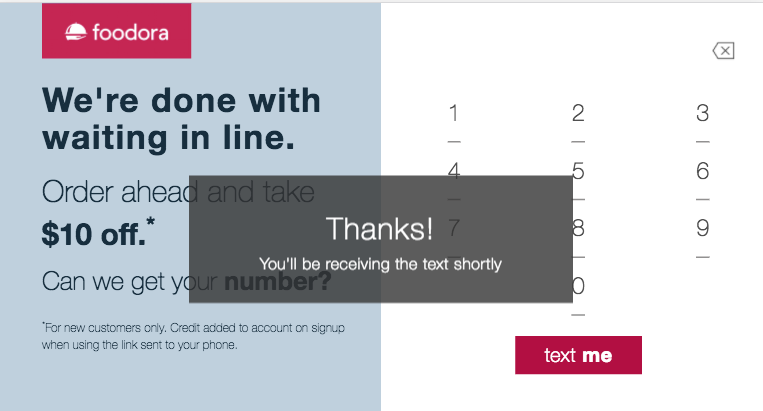 foodora
We're done with
waiting in line.
Order ahead and take
$10 off.*
Can we get your number?
*For new customers only. Credit added to account on signup
when using the link sent to your phone.
1 2 3
4 5 6
7 8 9
0
Thanks!
You'll be receiving the text shortly
text me